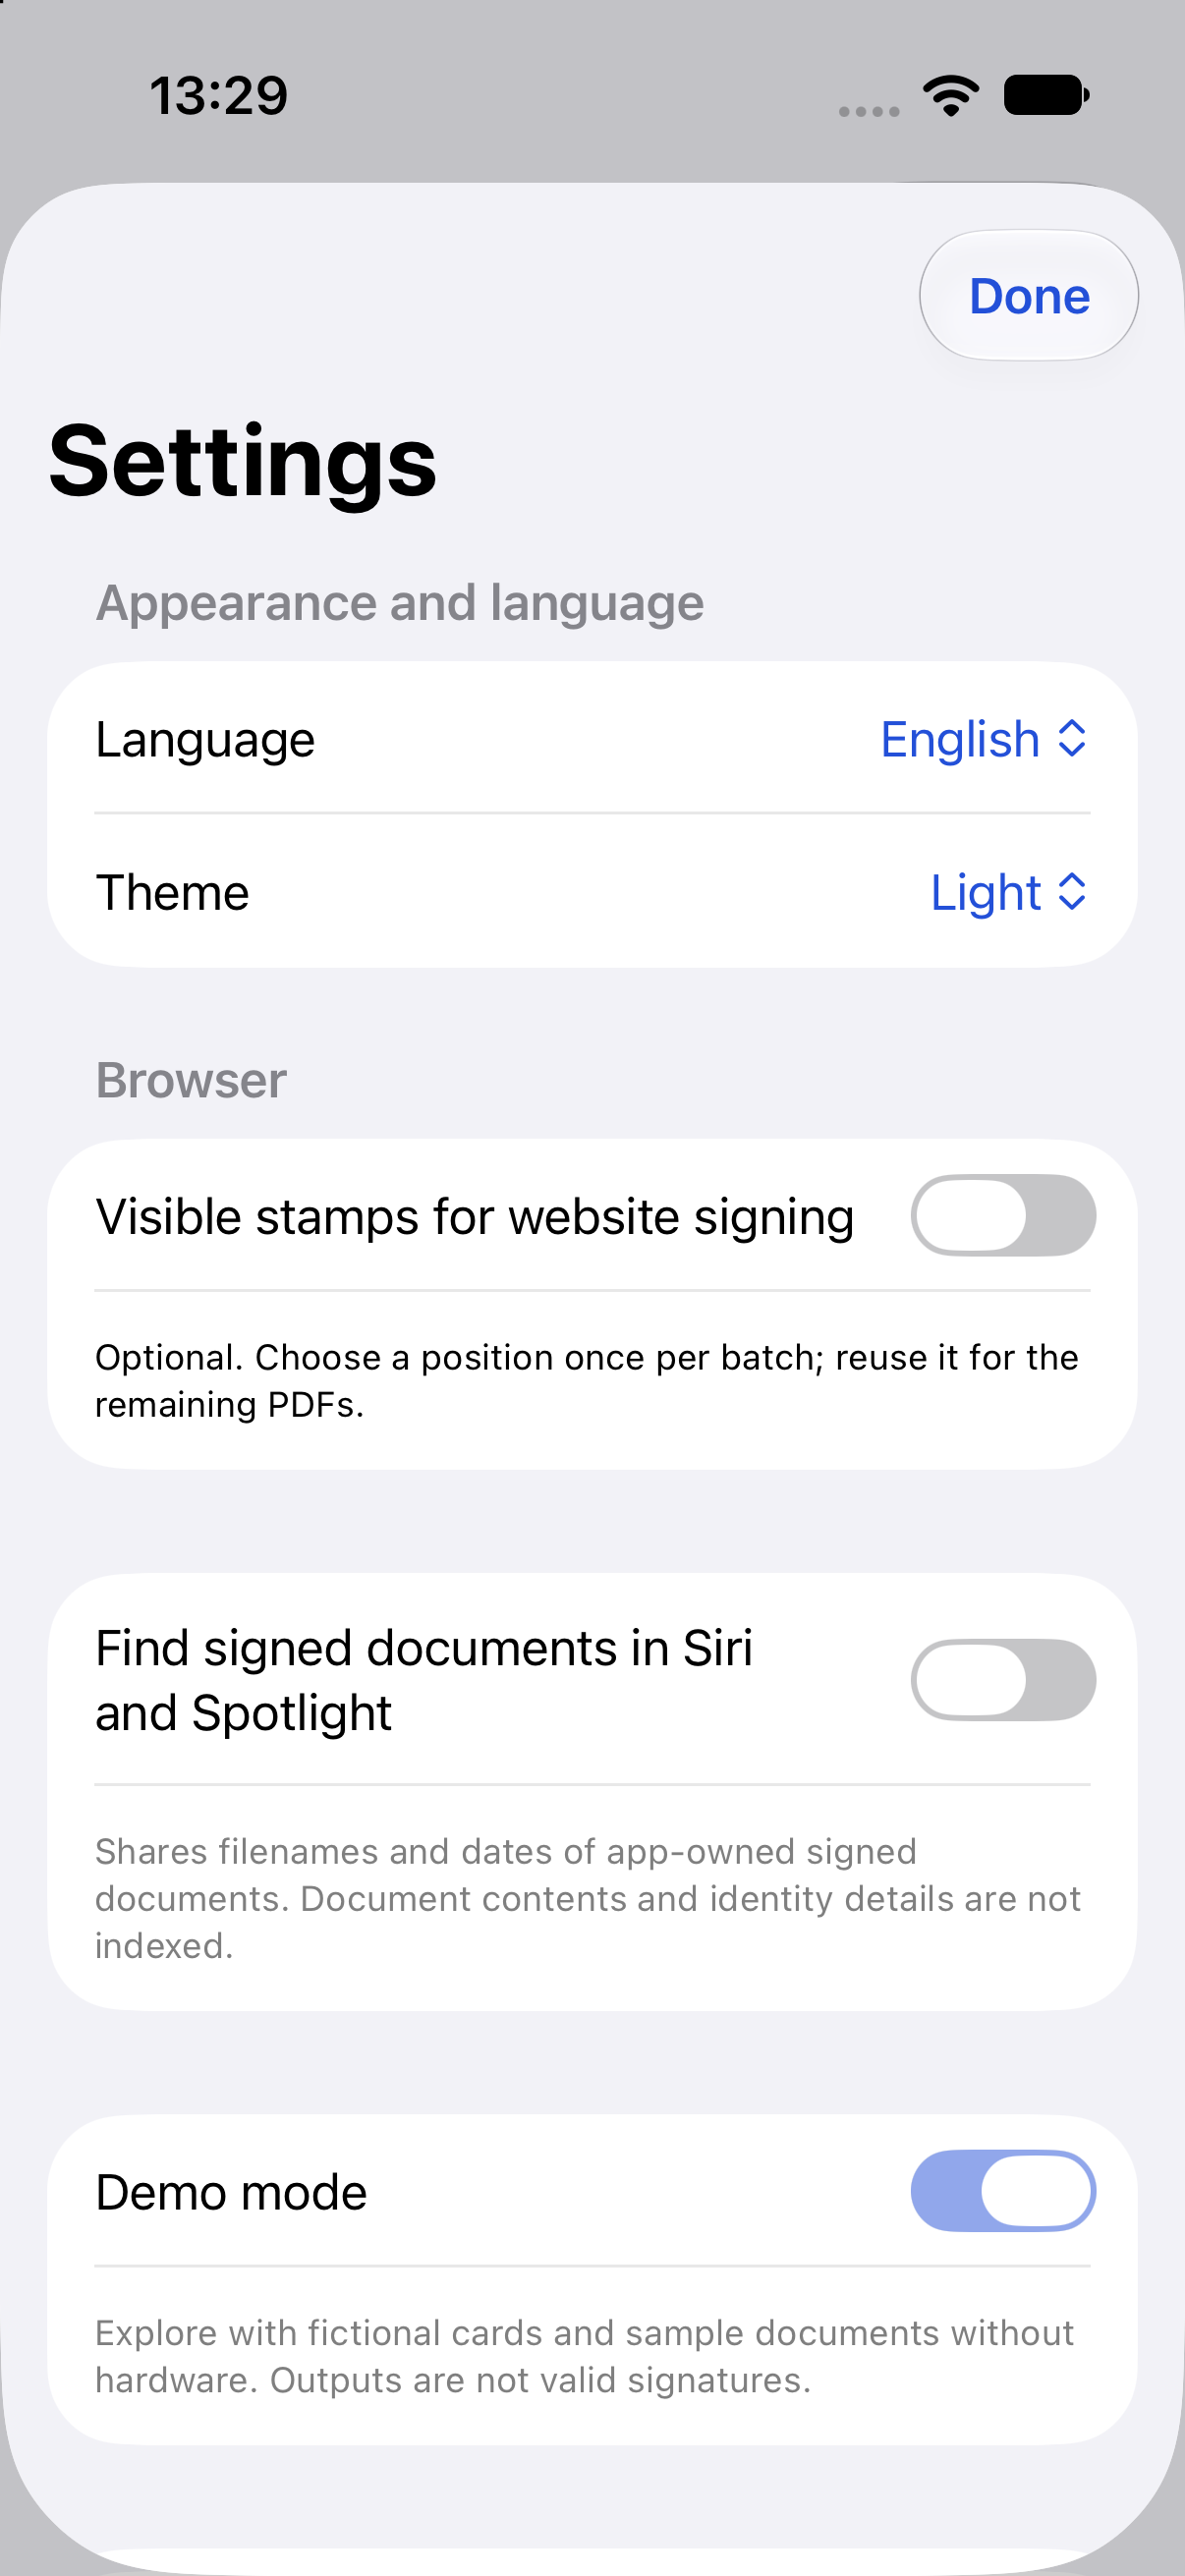 13:29
Done
Settings
Appearance and language
Language English
Theme Light
Browser
Visible stamps for website signing
Optional. Choose a position once per batch; reuse it for the
remaining PDFs.
Find signed documents in Siri
and Spotlight
Shares filenames and dates of app-owned signed
documents. Document contents and identity details are not
indexed.
Demo mode
Explore with fictional cards and sample documents without
hardware. Outputs are not valid signatures.